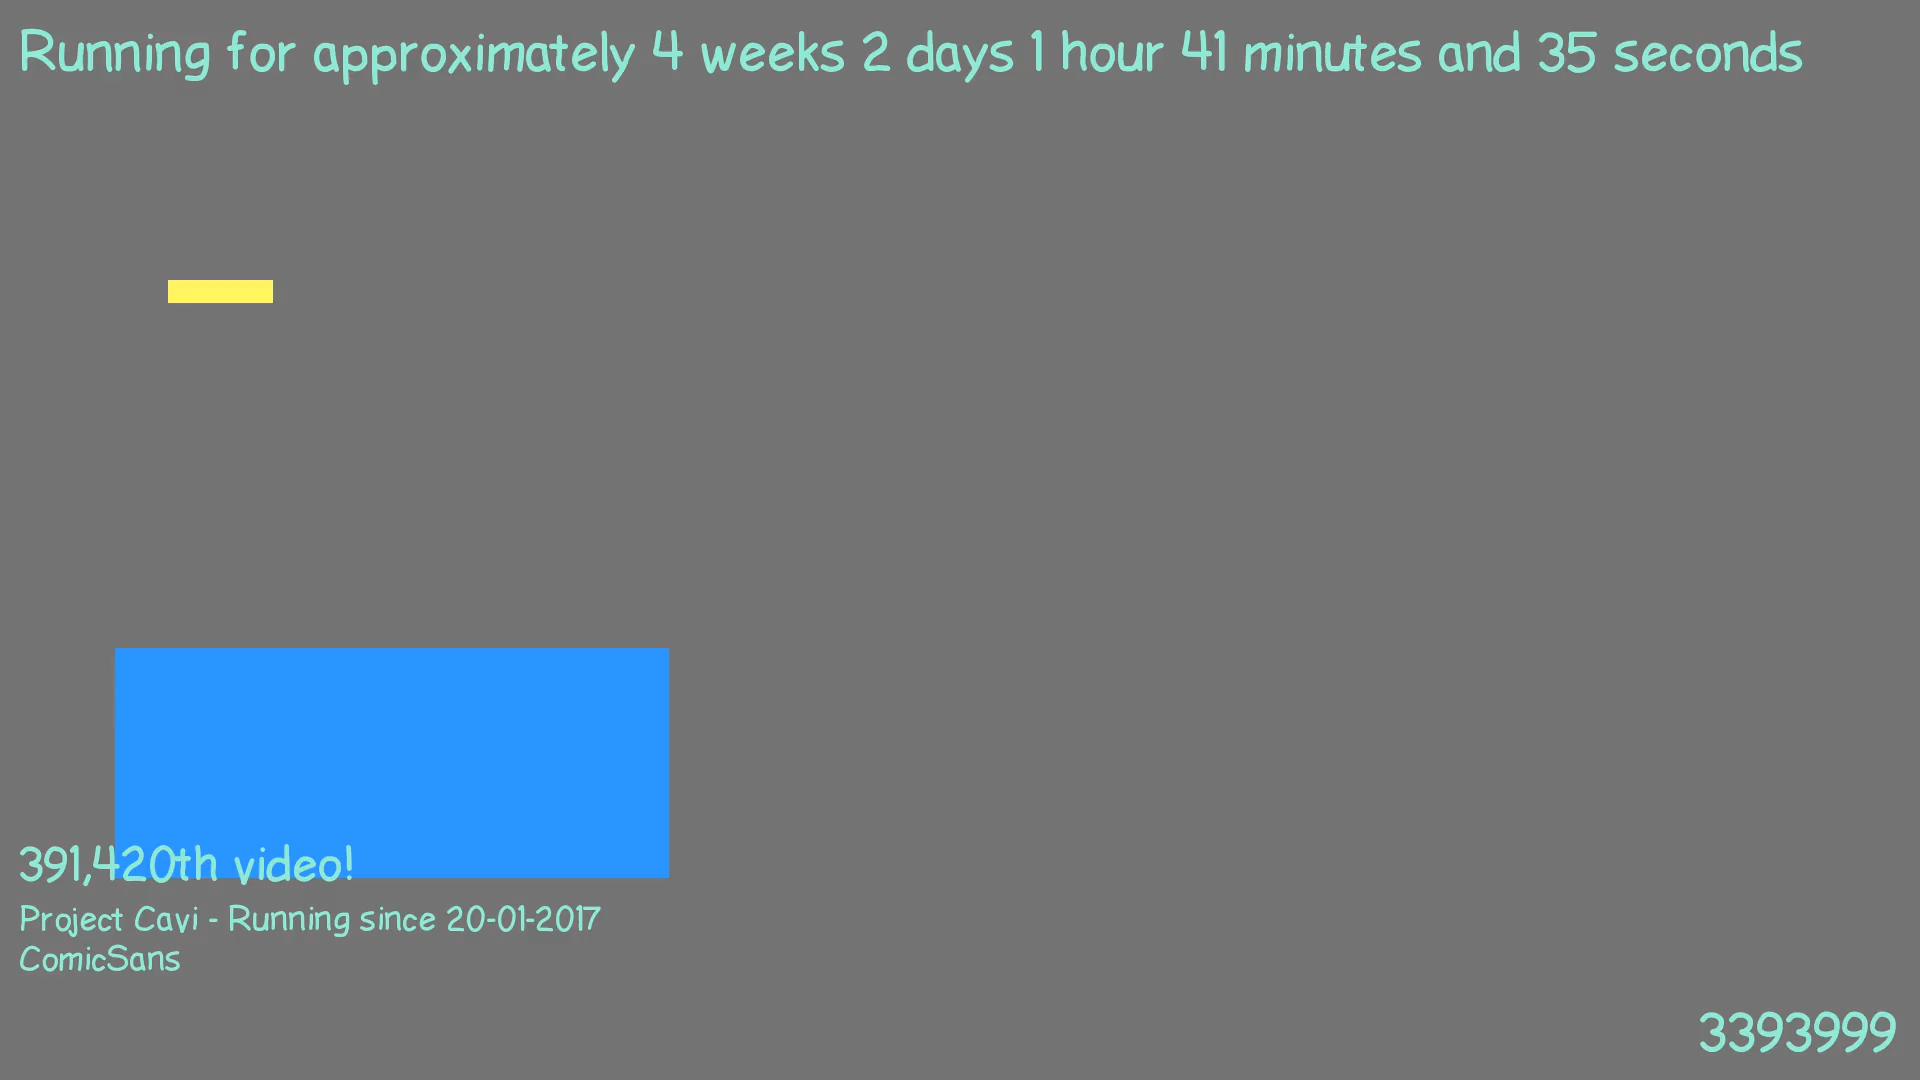 Running for approximately 4 weeks 2 days 1 hour 41 minutes and 35 seconds
391,420th video!
Project Cavi - Running since 20-01-2017
ComicSans
3393999